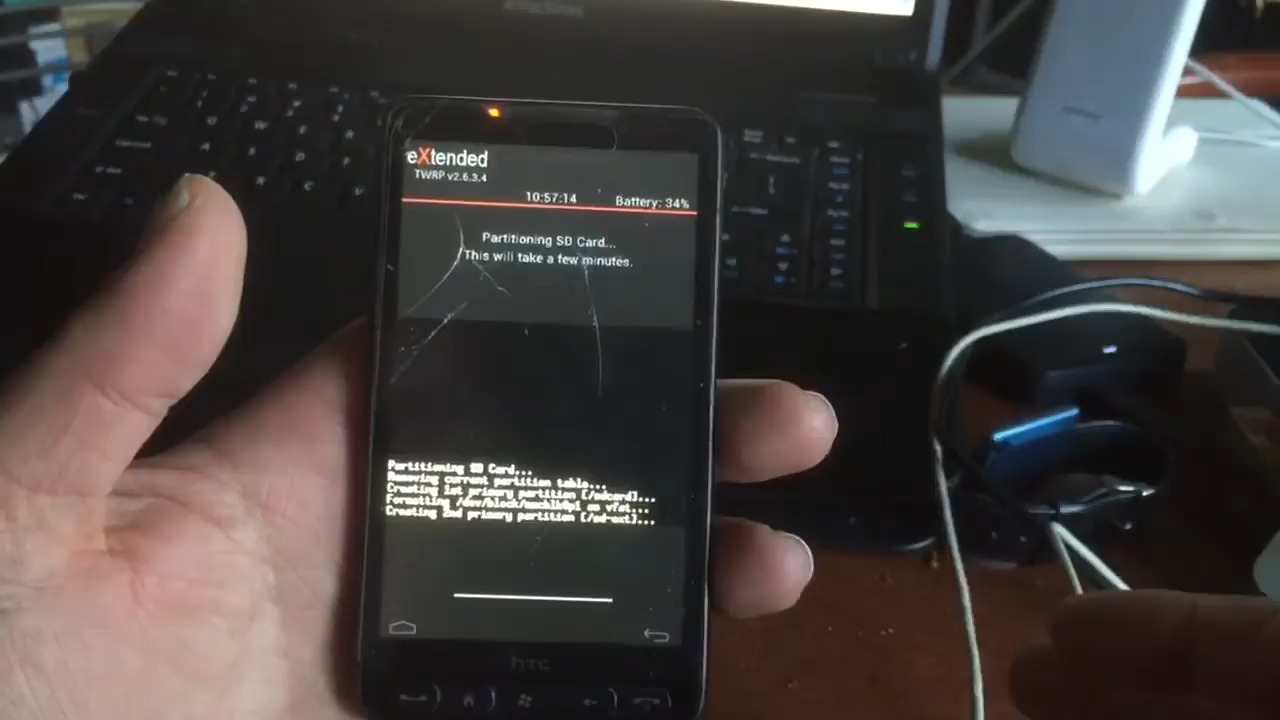 eXtended
TWRP v2.6.3.4
10:57:14 Battery: 34%
Partitioning SD Card...
This will take a few minutes.
Partitioning SD Card...
Removing current partition table...
Creating 1st primary partition [/sdcard]...
Formatting /dev/block/mmcblk0p1 as vfat...
Creating 2nd primary partition [/sd-ext]...
hTC